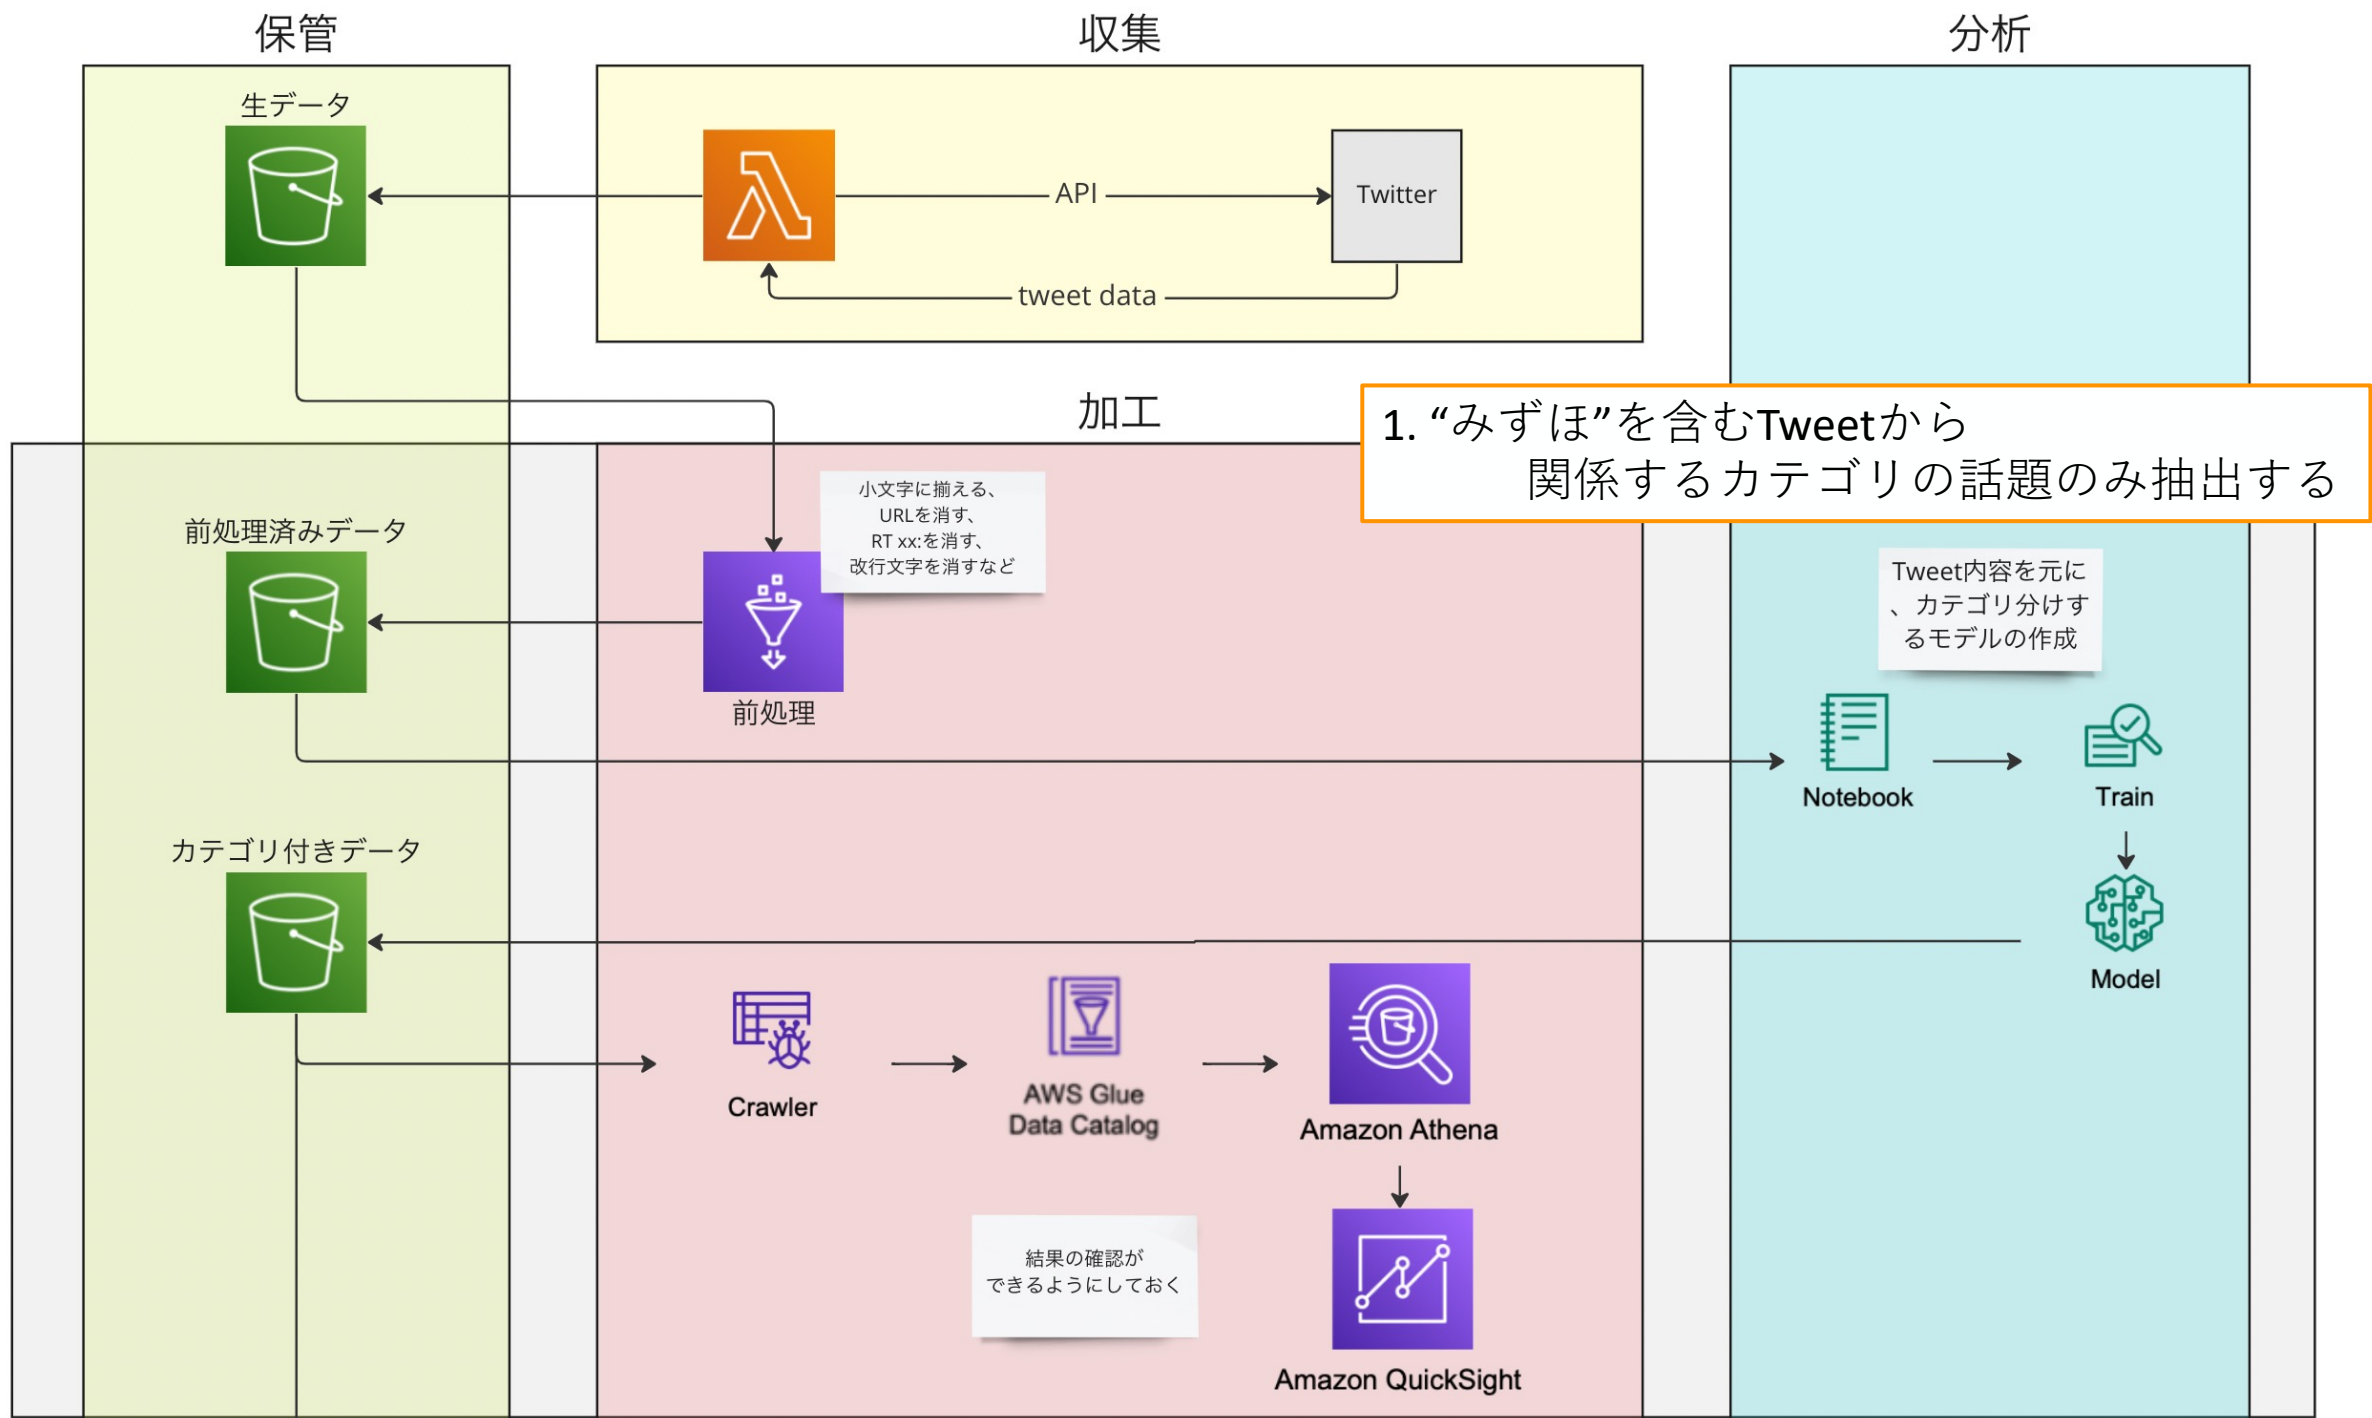 保管
収集
分析
生データ
API
Twitter
tweet data
加工
1. “みずほ”を含むTweetから
関係するカテゴリの話題のみ抽出する
小文字に揃える、
URLを消す、
RT xx:を消す、
改行文字を消すなど
前処理済みデータ
前処理
Tweet内容を元に
、カテゴリ分けす
るモデルの作成
Notebook
Train
カテゴリ付きデータ
Model
Crawler
AWS Glue
Data Catalog
Amazon Athena
結果の確認が
できるようにしておく
Amazon QuickSight